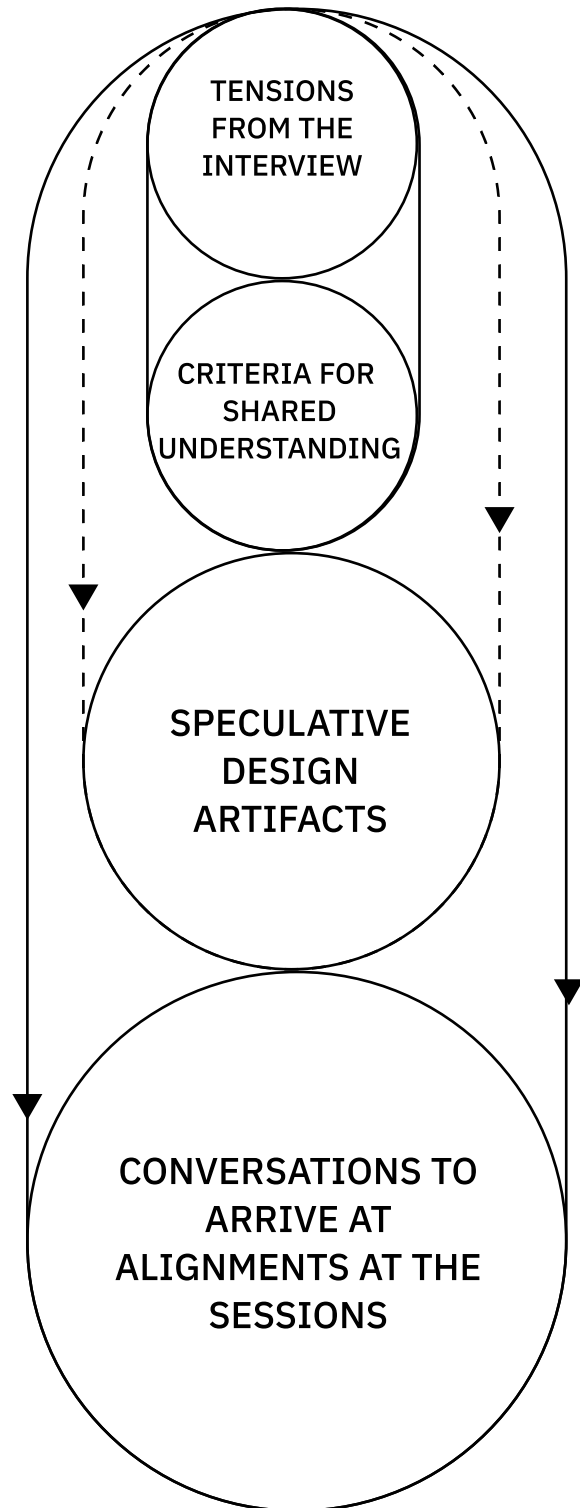 TENSIONS
FROM THE
INTERVIEW
CRITERIA FOR
SHARED
UNDERSTANDING
SPECULATIVE
DESIGN
ARTIFACTS
CONVERSATIONS TO
ARRIVE AT
ALIGNMENTS AT THE
SESSIONS